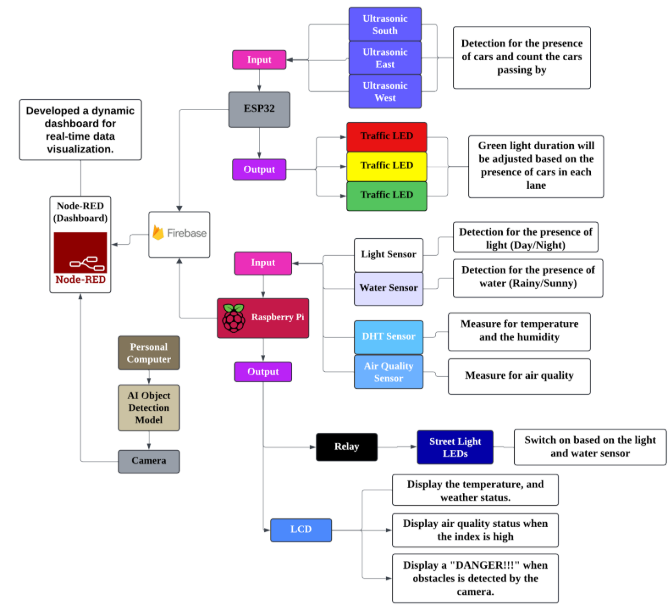 Ultrasonic
South
Ultrasonic
East
Ultrasonic
West
Detection for the presence
of cars and count the cars
passing by
Input
ESP32
Output
Traffic LED
Traffic LED
Traffic LED
Green light duration will
be adjusted based on the
presence of cars in each
lane
Developed a dynamic
dashboard for
real-time data
visualization.
Node-RED
(Dashboard)
Node-RED
Firebase
Input
Raspberry Pi
Output
Light Sensor
Water Sensor
DHT Sensor
Air Quality
Sensor
Detection for the presence of
light (Day/Night)
Detection for the presence of
water (Rainy/Sunny)
Measure for temperature
and the humidity
Measure for air quality
Personal
Computer
AI Object
Detection
Model
Camera
Relay
Street Light
LEDs
Switch on based on the light
and water sensor
LCD
Display the temperature, and
weather status.
Display air quality status when
the index is high
Display a "DANGER!!!" when
obstacles is detected by the
camera.